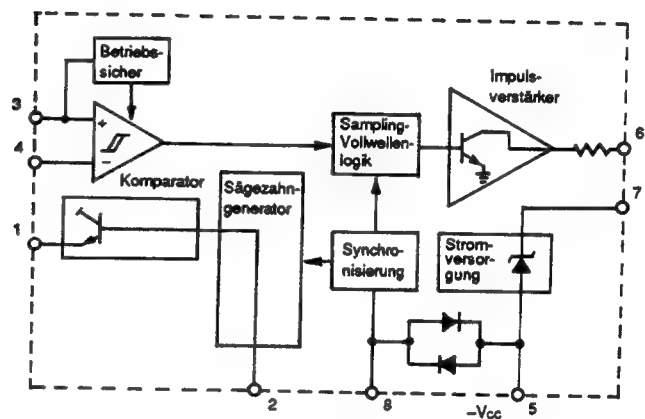 Betriebs-
sicher
Impuls-
verstärker
3
+
4
−
Komparator
Sampling-
Vollwellen-
logik
6
7
Sägezahn-
generator
1
Synchro-
nisierung
Strom-
versor-
gung
2
8
−Vcc
5